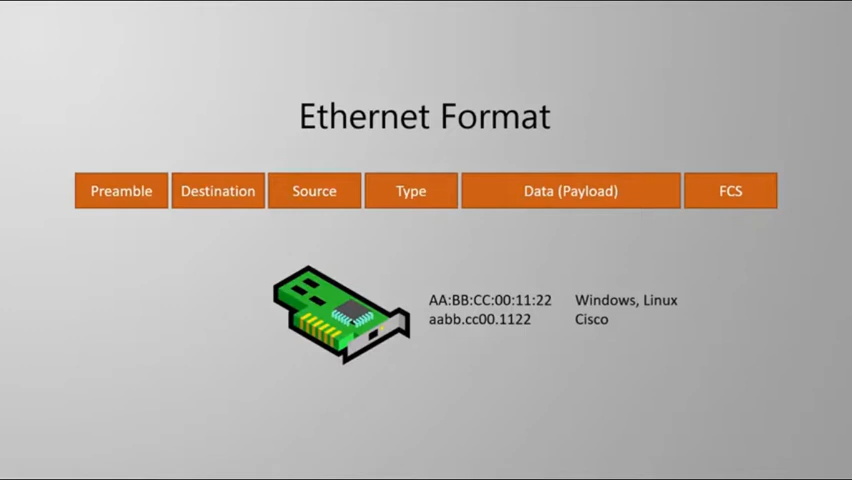 Ethernet Format
Preamble Destination Source Type Data (Payload) FCS
AA:BB:CC:00:11:22 Windows, Linux
aabb.cc00.1122 Cisco